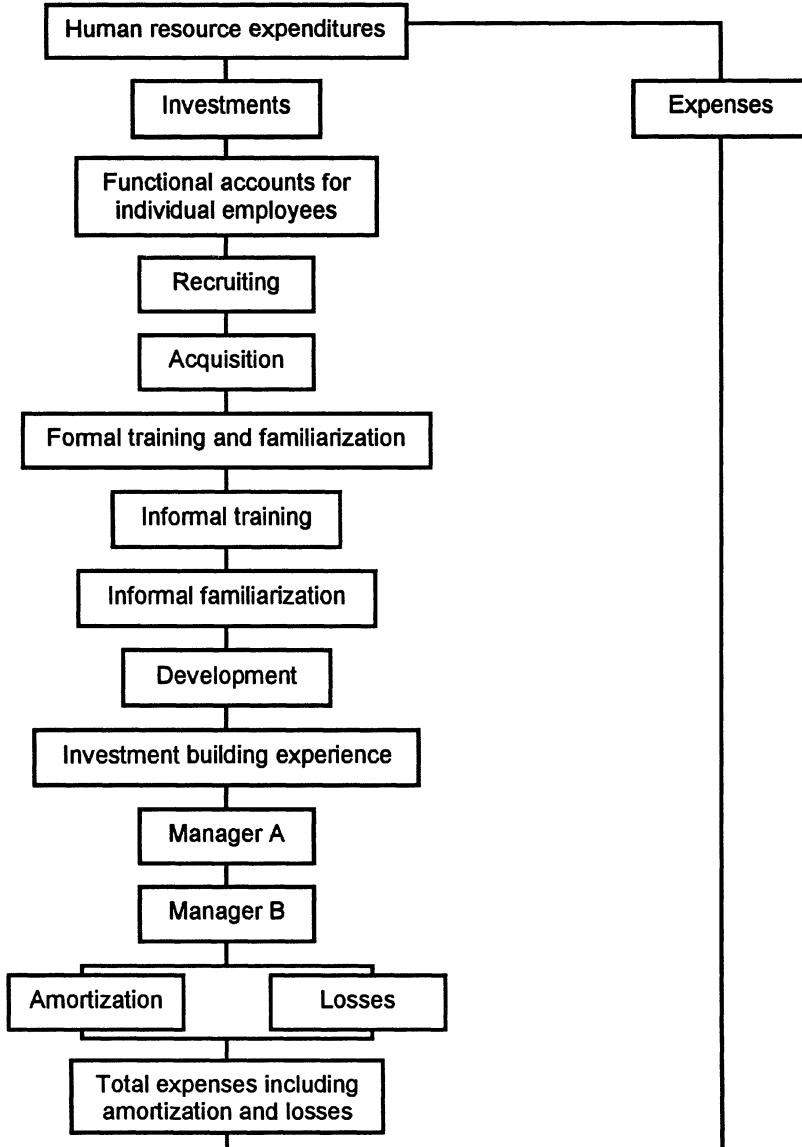 Human resource expenditures
Investments
Expenses
Functional accounts for
individual employees
Recruiting
Acquisition
Formal training and familiarization
Informal training
Informal familiarization
Development
Investment building experience
Manager A
Manager B
Amortization
Losses
Total expenses including
amortization and losses